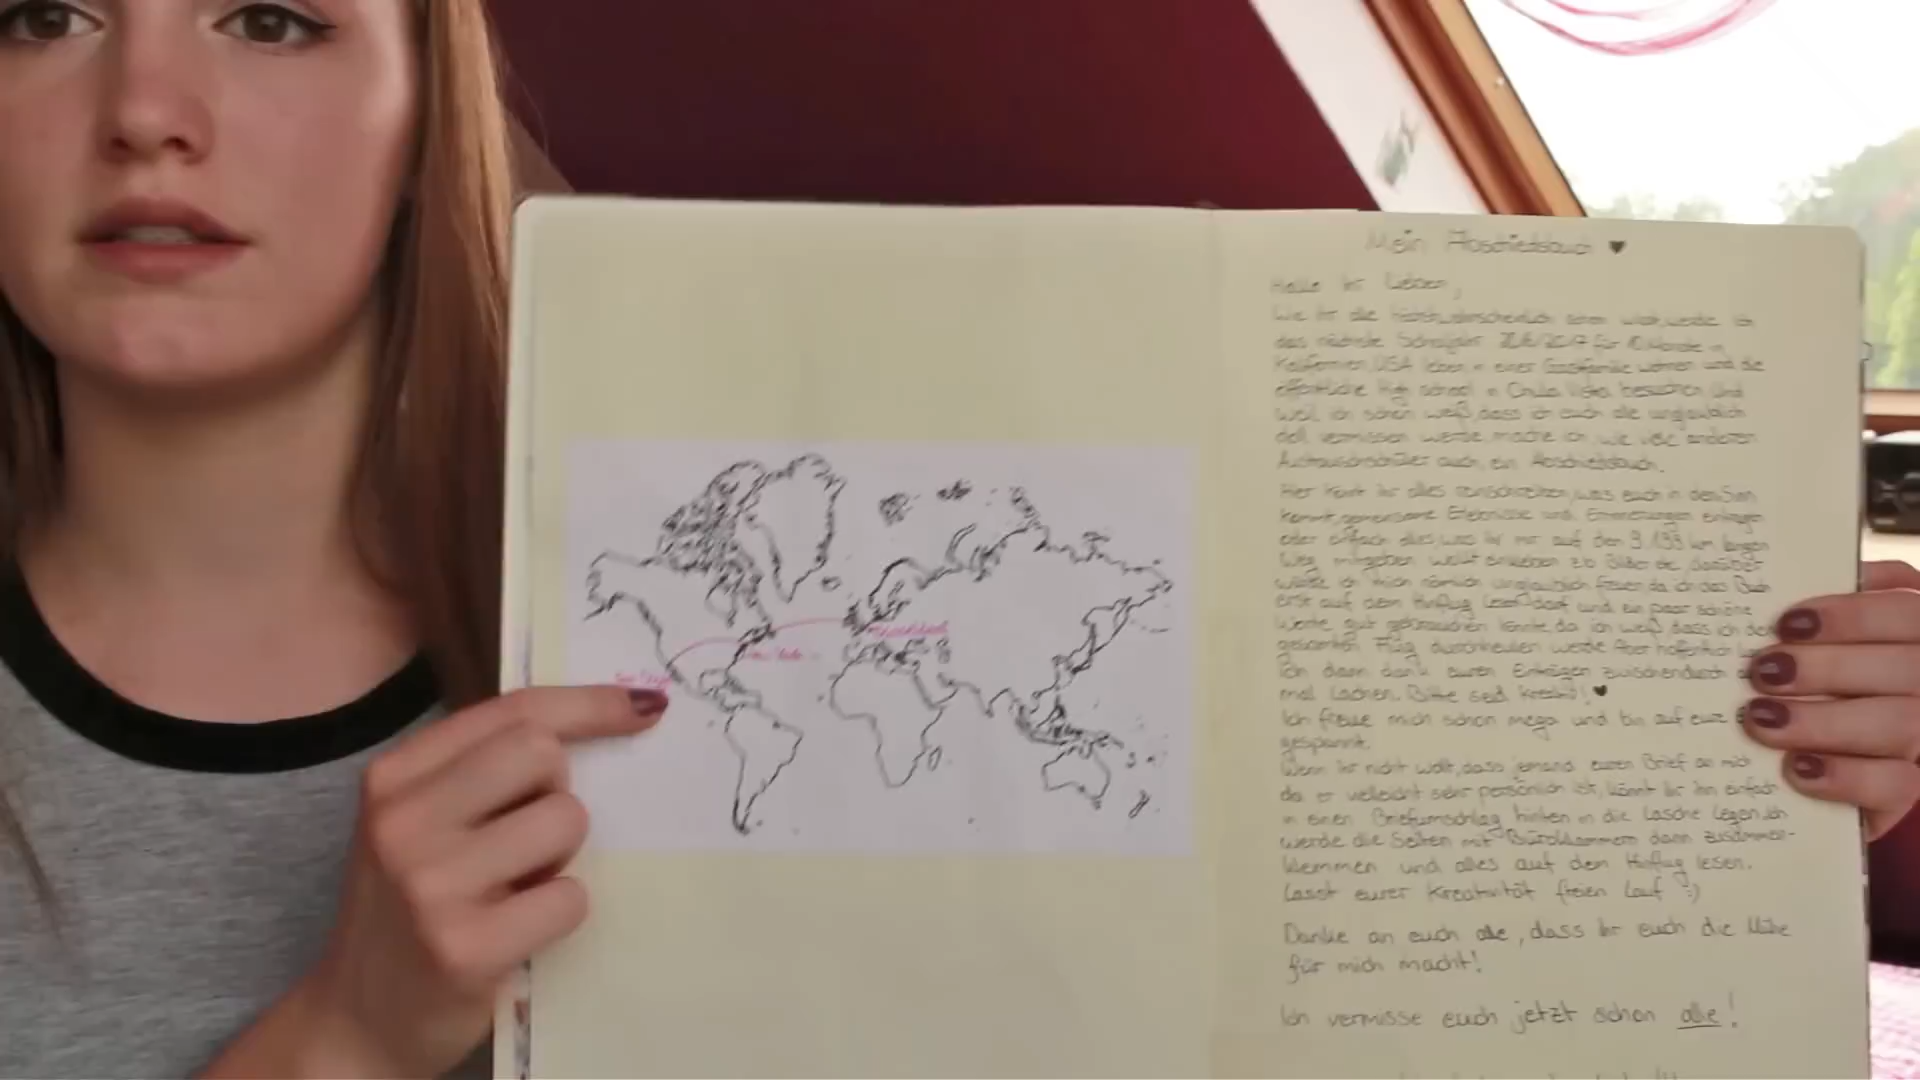 San Diego
New York
Düsseldorf
Mein Abschiedsbuch ♥
Hallo ihr Lieben,
Wie ihr alle höchstwahrscheinlich schon wisst, werde ich
das nächste Schuljahr 2016/2017 für 10 Monate in
Kalifornien, USA leben, in einer Gastfamilie wohnen und die
öffentliche High school in Chula Vista besuchen. Und
weil ich schon weiß, dass ich euch alle unglaublich
doll vermissen werde, mache ich, wie viele anderen
Austauschschüler auch, ein Abschiedsbuch.
Hier könnt ihr alles reinschreiben, was euch in den Sinn
kommt, gemeinsame Erlebnisse und Erinnerungen eintragen
oder einfach alles, was ihr mir auf den 9.199 km langen
Weg mitgeben wollt einkleben z.b Bilder etc. darüber
würde ich mich nämlich unglaublich freuen, da ich das Buch
erst auf dem Hinflug lesen darf und ein paar schöne
Worte gut gebrauchen könnte, da ich weiß, dass ich den
gesamten Flug durchheulen werde. Aber hoffentlich
ich dann dank euren Einträgen zwischendurch
mal Lachen. Bitte seid kreativ! ♥
Ich freue mich schon mega und bin auf eure
gespannt.
Wenn ihr nicht wollt, dass jemand euren Brief an mich
da er vielleicht sehr persönlich ist, könnt ihr ihn einfach
in einen Briefumschlag hinten in die Lasche legen. Ich
werde die Seiten mit Büroklammern dann zusammen-
klemmen und alles auf dem Hinflug lesen.
Lasst eurer Kreativität freien Lauf :)
Danke an euch alle, dass ihr euch die Mühe
für mich macht!
Ich vermisse euch jetzt schon alle!